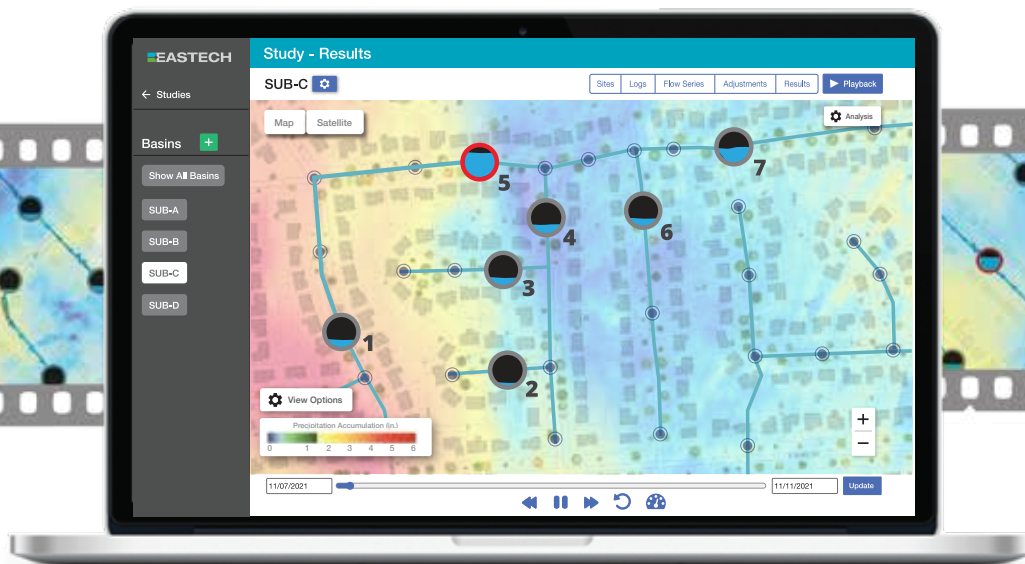 EASTECH
Study - Results
← Studies
SUB-C
Sites
Logs
Flow Series
Adjustments
Results
Playback
Basins +
Show All Basins
SUB-A
SUB-B
SUB-C
SUB-D
Map
Satellite
Analysis
5
7
4
6
3
1
2
View Options
Precipitation Accumulation (in.)
0 1 2 3 4 5 6
+
−
11/07/2021
11/11/2021
Update